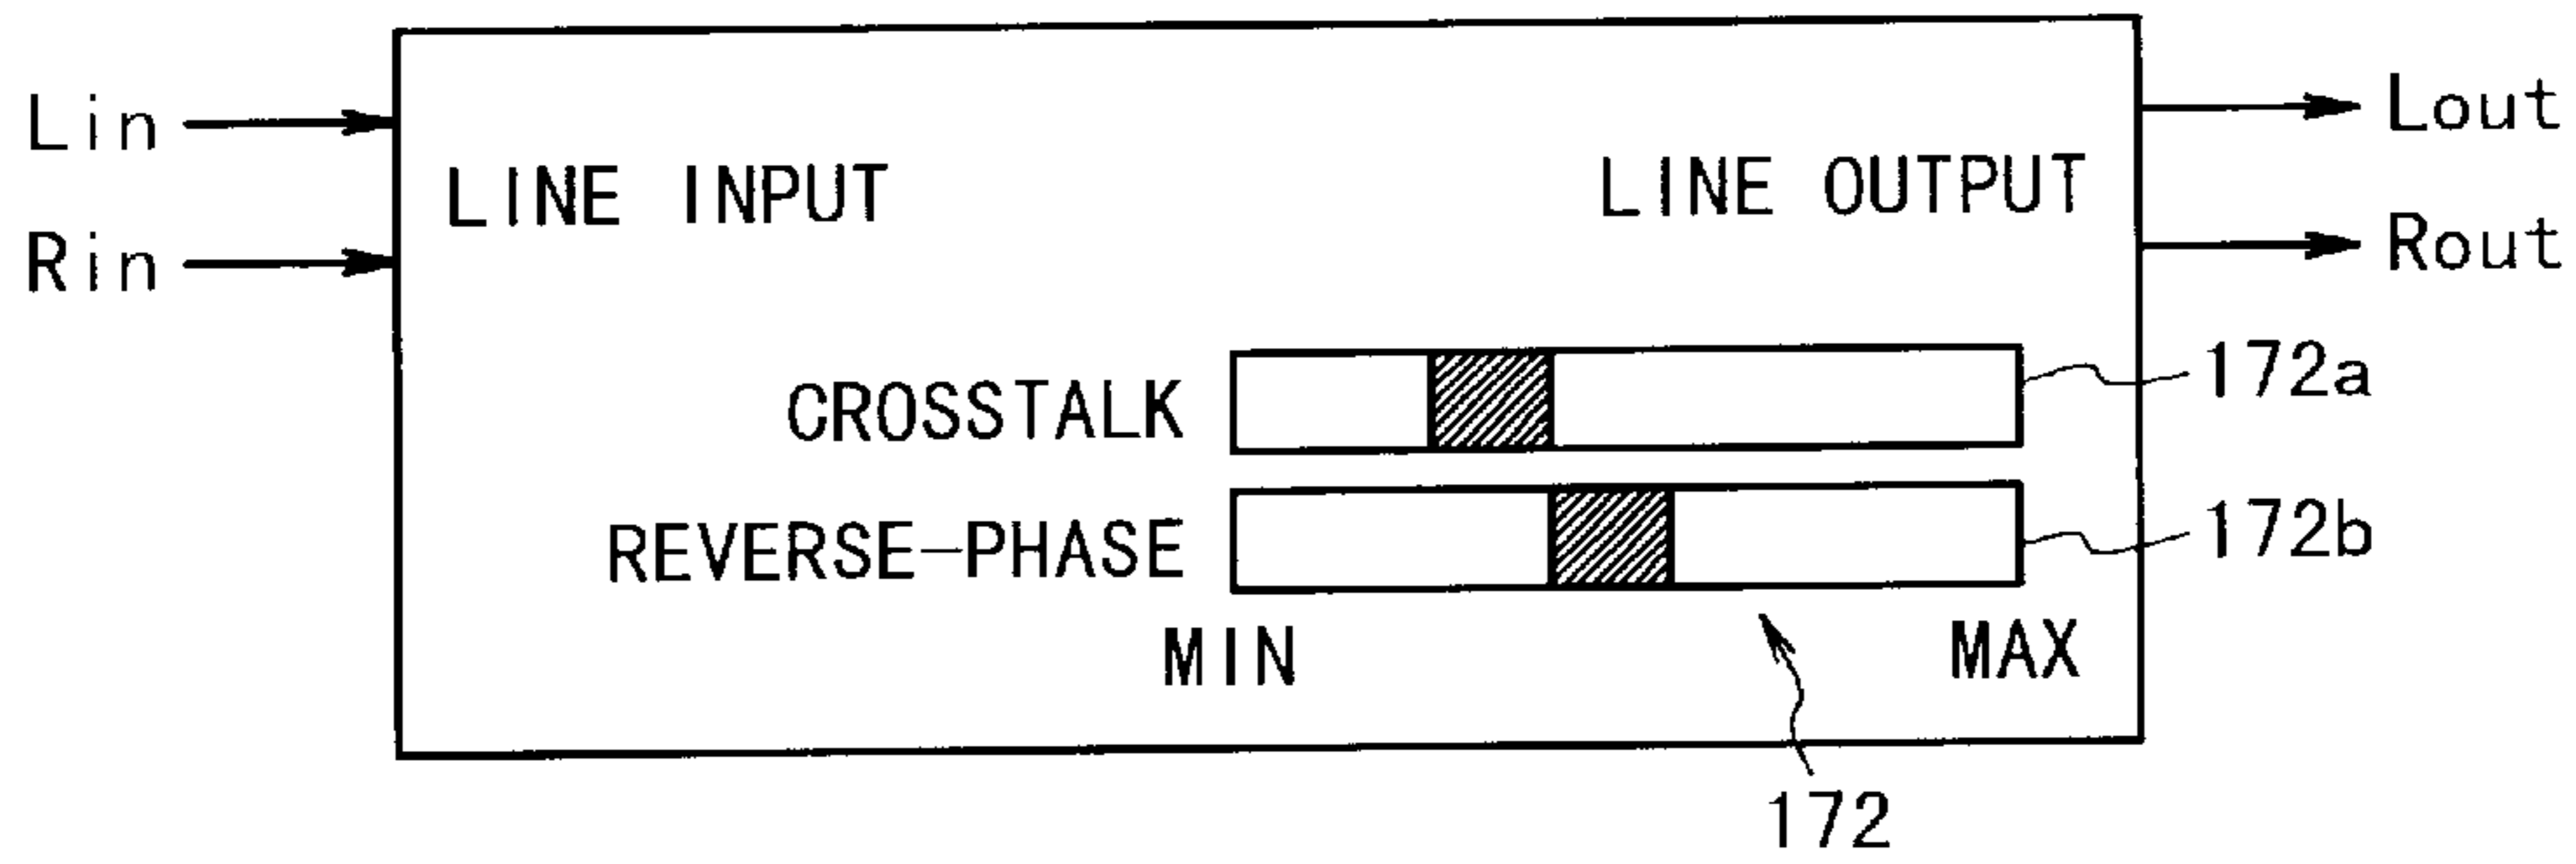 Lin
Lout
LINE INPUT
LINE OUTPUT
Rin
Rout
CROSSTALK
172a
REVERSE-PHASE
172b
MIN
MAX
172